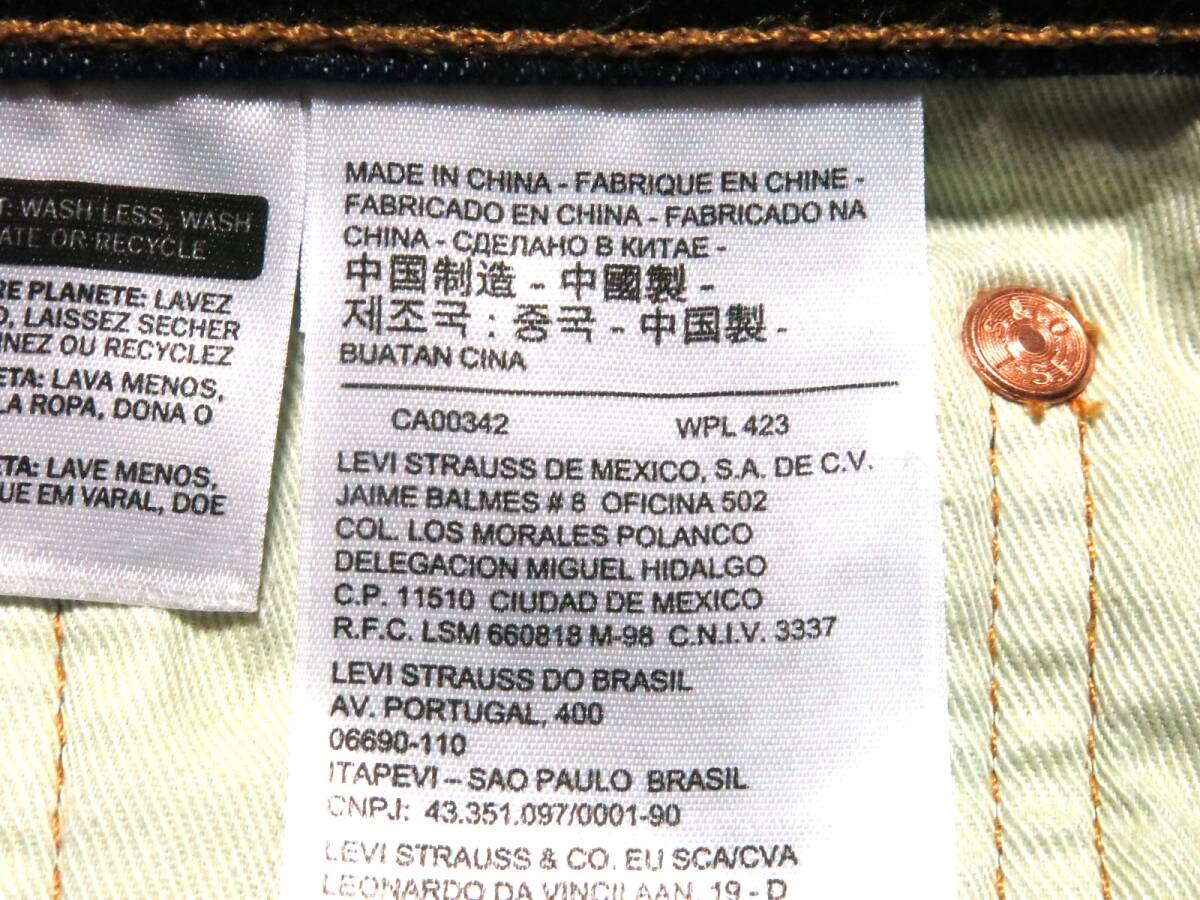 T: WASH LESS, WASH
ATE OR RECYCLE
RE PLANETE: LAVEZ
D, LAISSEZ SECHER
NNEZ OU RECYCLEZ
ETA: LAVA MENOS,
LA ROPA, DONA O
ETA: LAVE MENOS,
QUE EM VARAL, DOE
MADE IN CHINA - FABRIQUE EN CHINE -
FABRICADO EN CHINA - FABRICADO NA
CHINA - СДЕЛАНО В КИТАЕ -
中国制造 - 中國製 -
제조국 : 중국 - 中国製 -
BUATAN CINA
CA00342 WPL 423
LEVI STRAUSS DE MEXICO, S.A. DE C.V.
JAIME BALMES # 8 OFICINA 502
COL. LOS MORALES POLANCO
DELEGACION MIGUEL HIDALGO
C.P. 11510 CIUDAD DE MEXICO
R.F.C. LSM 660818 M-98 C.N.I.V. 3337
LEVI STRAUSS DO BRASIL
AV. PORTUGAL, 400
06690-110
ITAPEVI – SAO PAULO BRASIL
CNPJ: 43.351.097/0001-90
LEVI STRAUSS & CO. EU SCA/CVA
LEONARDO DA VINCILAAN, 19 - D
& CO
S.F.